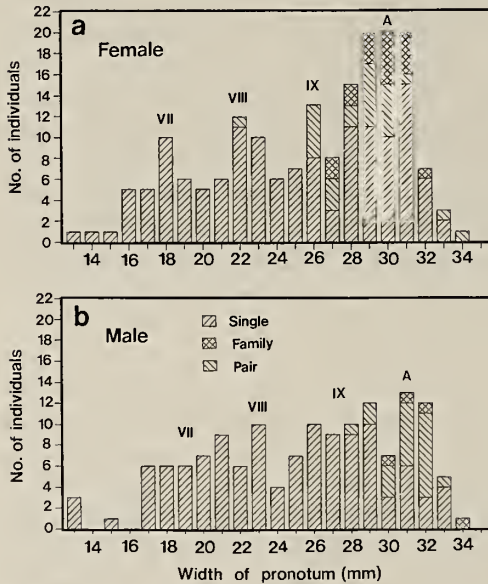 a
Female
VII
VIII
IX
A
No. of individuals
22
20
18
16
14
12
10
8
6
4
2
0
14 16 18 20 22 24 26 28 30 32 34
b
Male
Single
Family
Pair
VII
VIII
IX
A
No. of individuals
22
20
18
16
14
12
10
8
6
4
2
0
14 16 18 20 22 24 26 28 30 32 34
Width of pronotum (mm)